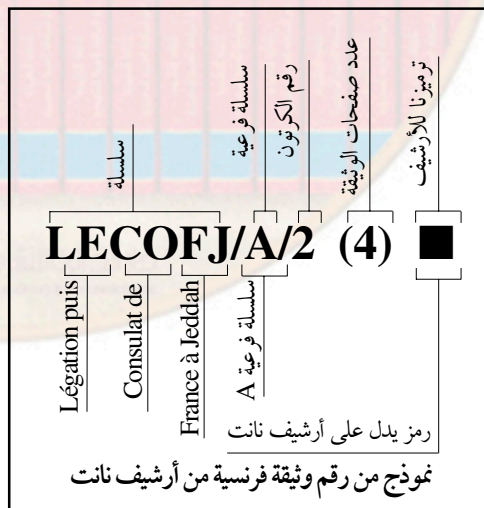 ترميزنا للأرشيف
عدد صفحات الوثيقة
رقم الكرتون
سلسلة فرعية
سلسلة
LECOFJ/A/2 (4) ■
Légation puis
Consulat de
France à Jeddah
سلسلة فرعية A
رمز يدل على أرشيف نانت
نموذج من رقم وثيقة فرنسية من أرشيف نانت